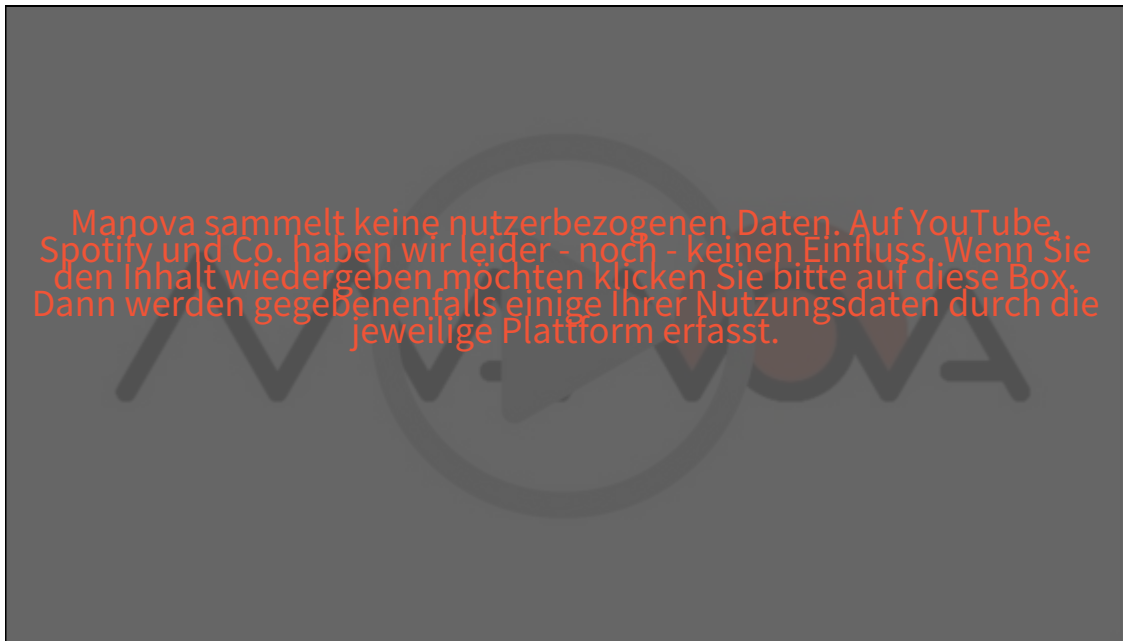 Manova sammelt keine nutzerbezogenen Daten. Auf YouTube,
Spotify und Co. haben wir leider - noch - keinen Einfluss. Wenn Sie
den Inhalt wiedergeben möchten klicken Sie bitte auf diese Box.
Dann werden gegebenenfalls einige Ihrer Nutzungsdaten durch die
jeweilige Plattform erfasst.
MANOVA